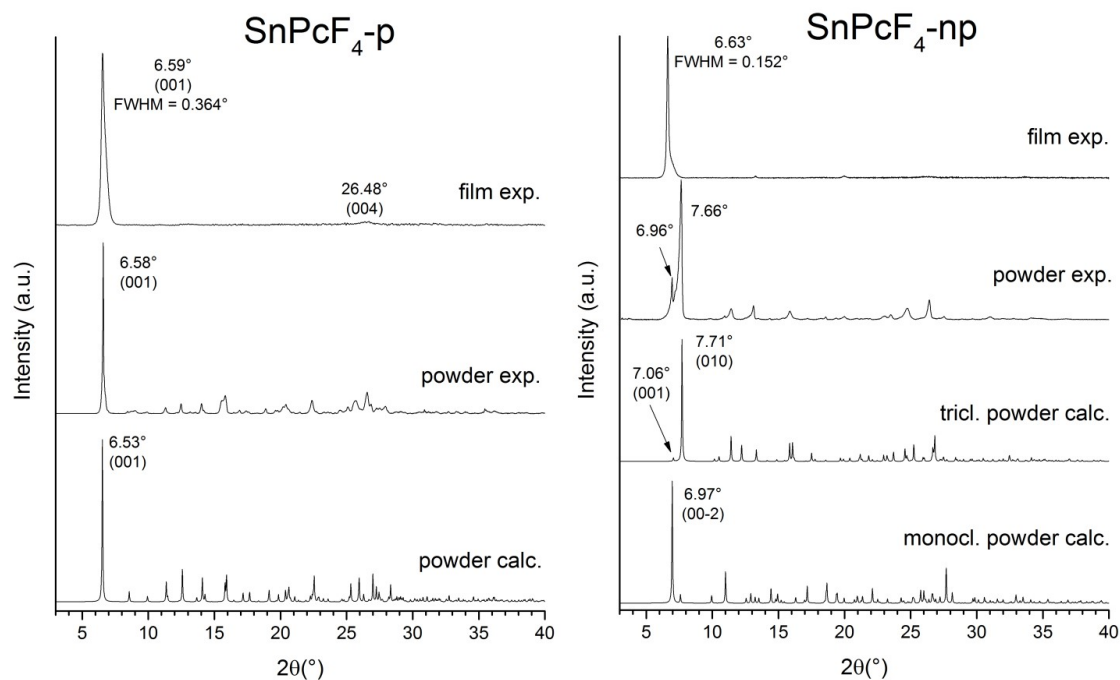 SnPcF₄-p
6.59°
(001)
FWHM = 0.364°
film exp.
26.48°
(004)
6.58°
(001)
powder exp.
6.53°
(001)
powder calc.
Intensity (a.u.)
5 10 15 20 25 30 35 40
2θ(°)
SnPcF₄-np
6.63°
FWHM = 0.152°
film exp.
7.66°
6.96°
powder exp.
7.71°
(010)
7.06°
(001)
tricl. powder calc.
6.97°
(00-2)
monocl. powder calc.
Intensity (a.u.)
5 10 15 20 25 30 35 40
2θ(°)